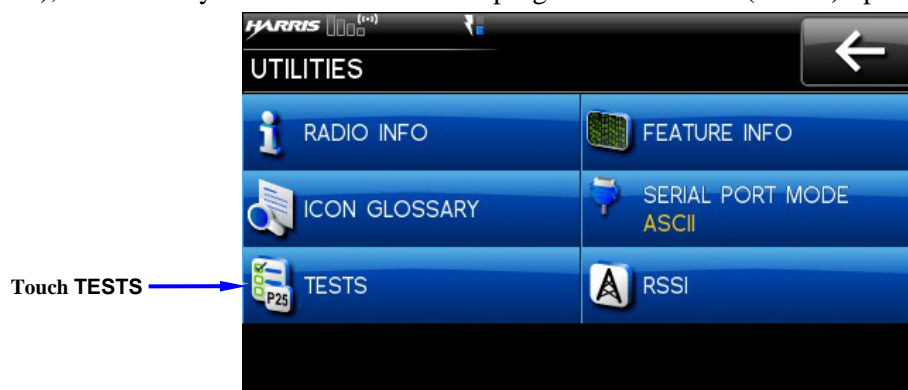 HARRIS
UTILITIES
RADIO INFO
FEATURE INFO
ICON GLOSSARY
SERIAL PORT MODE
ASCII
Touch TESTS
P25
TESTS
RSSI